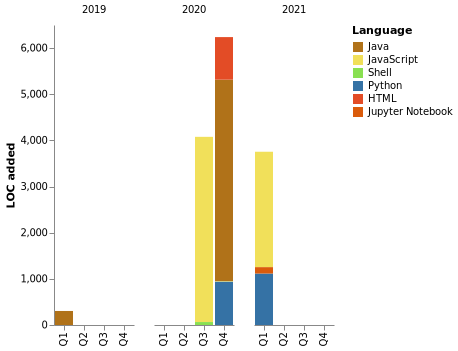 2019 2020 2021
Language
Java
JavaScript
Shell
Python
HTML
Jupyter Notebook
LOC added
6,000
5,000
4,000
3,000
2,000
1,000
0
Q1 Q2 Q3 Q4 Q1 Q2 Q3 Q4 Q1 Q2 Q3 Q4